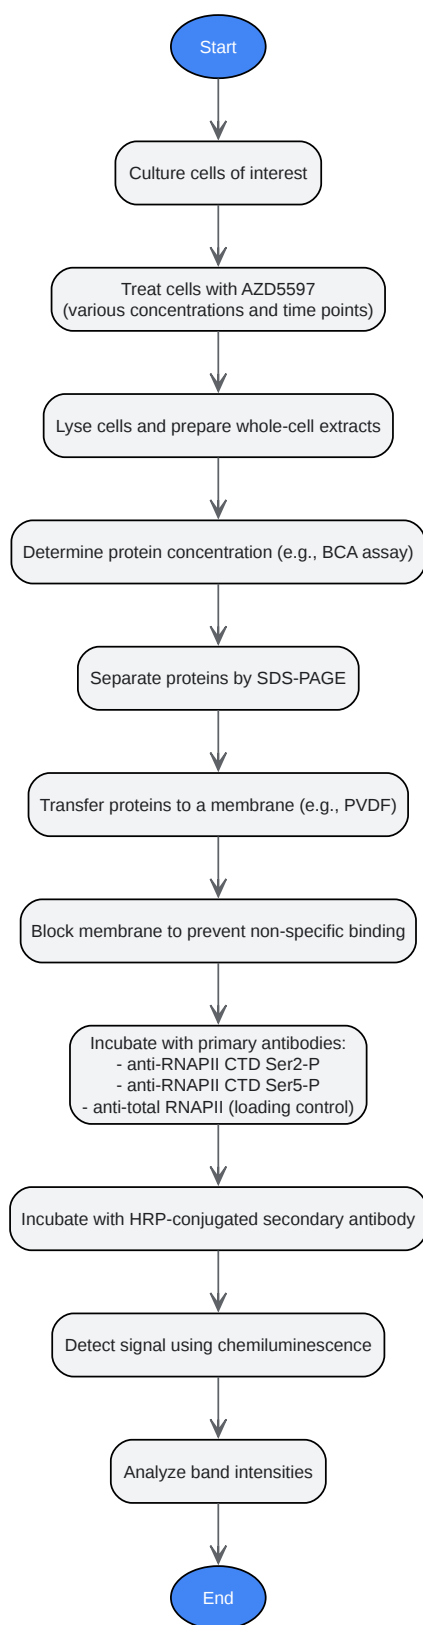 Start
Culture cells of interest
Treat cells with AZD5597
(various concentrations and time points)
Lyse cells and prepare whole-cell extracts
Determine protein concentration (e.g., BCA assay)
Separate proteins by SDS-PAGE
Transfer proteins to a membrane (e.g., PVDF)
Block membrane to prevent non-specific binding
Incubate with primary antibodies:
- anti-RNAPII CTD Ser2-P
- anti-RNAPII CTD Ser5-P
- anti-total RNAPII (loading control)
Incubate with HRP-conjugated secondary antibody
Detect signal using chemiluminescence
Analyze band intensities
End